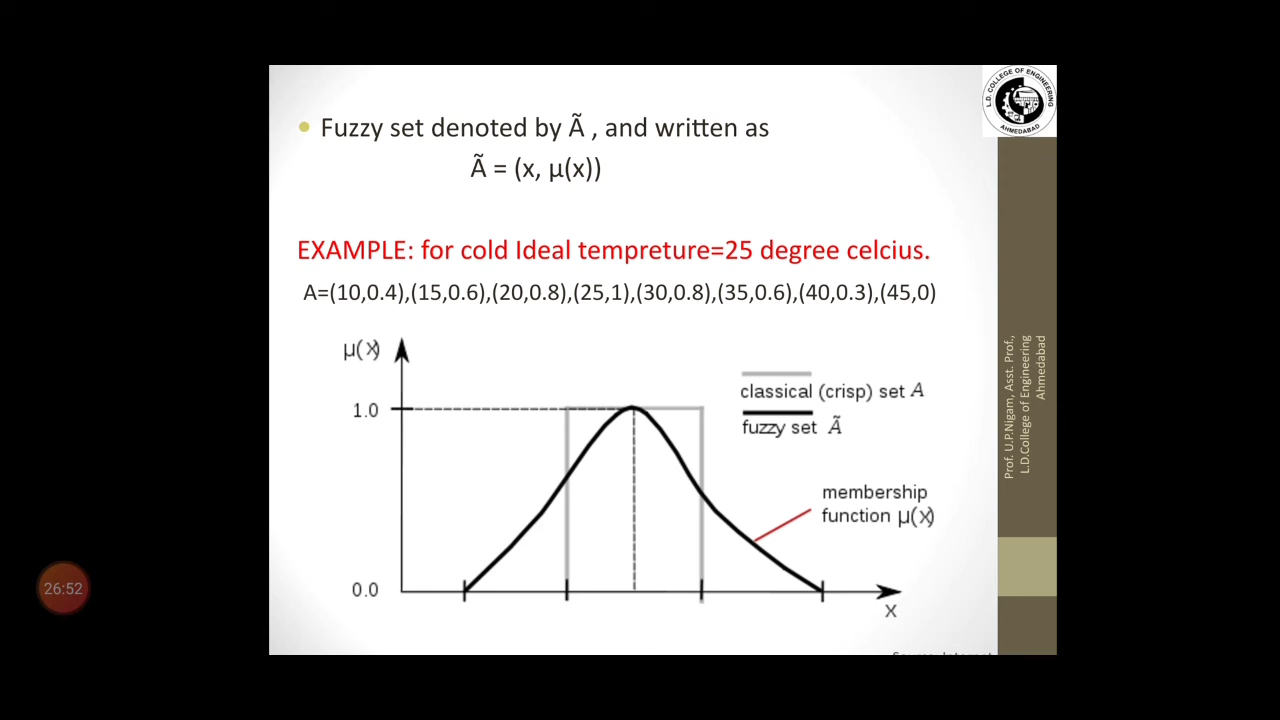 L.D. COLLEGE OF ENGINEERING
AHMEDABAD
• Fuzzy set denoted by Ã , and written as
Ã = (x, μ(x))
EXAMPLE: for cold Ideal tempreture=25 degree celcius.
A=(10,0.4),(15,0.6),(20,0.8),(25,1),(30,0.8),(35,0.6),(40,0.3),(45,0)
μ(x)
1.0
0.0
x
classical (crisp) set A
fuzzy set Ã
membership
function μ(x)
Prof. U.P.Nigam, Asst. Prof.,
L.D.College of Engineering
Ahmedabad
26:52